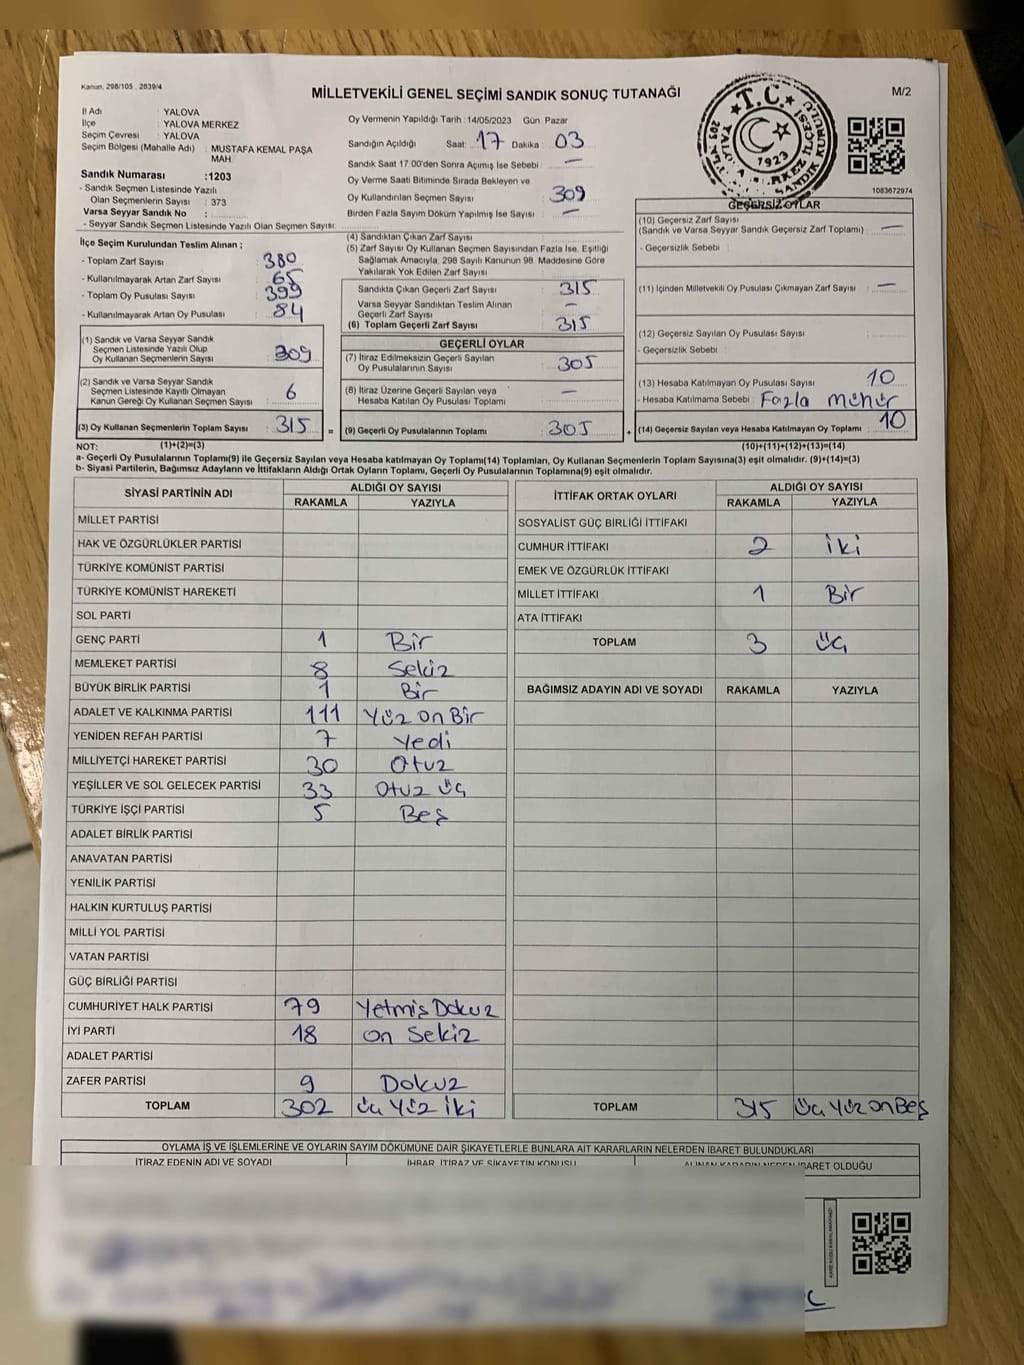 Kanun; 298/105 , 2839/4
MİLLETVEKİLİ GENEL SEÇİMİ SANDIK SONUÇ TUTANAĞI
M/2
İl Adı : YALOVA
İlçe : YALOVA MERKEZ
Seçim Çevresi : YALOVA
Seçim Bölgesi (Mahalle Adı) : MUSTAFA KEMAL PAŞA
MAH.
Sandık Numarası :1203
- Sandık Seçmen Listesinde Yazılı
Olan Seçmenlerin Sayısı : 373
Varsa Seyyar Sandık No :
- Seyyar Sandık Seçmen Listesinde Yazılı Olan Seçmen Sayısı:
Oy Vermenin Yapıldığı Tarih :14/05/2023 Gün: Pazar
Sandığın Açıldığı Saat: 17 Dakika 03
Sandık Saat 17:00'den Sonra Açımış İse Sebebi : —
Oy Verme Saati Bitiminde Sırada Bekleyen ve
Oy Kullandırılan Seçmen Sayısı : 309
Birden Fazla Sayım Döküm Yapılmış İse Sayısı : —
T.C.
1923
1083672974
İlçe Seçim Kurulundan Teslim Alınan ;
- Toplam Zarf Sayısı : 380
- Kullanılmayarak Artan Zarf Sayısı : 65
- Toplam Oy Pusulası Sayısı : 399
- Kullanılmayarak Artan Oy Pusulası : 84
(1) Sandık ve Varsa Seyyar Sandık
Seçmen Listesinde Yazılı Olup
Oy Kullanan Seçmenlerin Sayısı : 309
(2) Sandık ve Varsa Seyyar Sandık
Seçmen Listesinde Kayıtlı Olmayan
Kanun Gereği Oy Kullanan Seçmen Sayısı : 6
(3) Oy Kullanan Seçmenlerin Toplam Sayısı : 315 =
(4) Sandıktan Çıkan Zarf Sayısı
(5) Zarf Sayısı Oy Kullanan Seçmen Sayısından Fazla İse, Eşitliği
Sağlamak Amacıyla, 298 Sayılı Kanunun 98. Maddesine Göre
Yakılarak Yok Edilen Zarf Sayısı :
Sandıkta Çıkan Geçerli Zarf Sayısı : 315
Varsa Seyyar Sandıktan Teslim Alınan
Geçerli Zarf Sayısı : —
(6) Toplam Geçerli Zarf Sayısı : 315
GEÇERLİ OYLAR
(7) İtiraz Edilmeksizin Geçerli Sayılan
Oy Pusulalarının Sayısı : 305
(8) İtiraz Üzerine Geçerli Sayılan veya
Hesaba Katılan Oy Pusulası Toplamı : —
(9) Geçerli Oy Pusulalarının Toplamı : 305 +
GEÇERSİZ OYLAR
(10) Geçersiz Zarf Sayısı
(Sandık ve Varsa Seyyar Sandık Geçersiz Zarf Toplamı) : —
- Geçersizlik Sebebi :
(11) İçinden Milletvekili Oy Pusulası Çıkmayan Zarf Sayısı : —
(12) Geçersiz Sayılan Oy Pusulası Sayısı :
- Geçersizlik Sebebi :
(13) Hesaba Katılmayan Oy Pusulası Sayısı : 10
- Hesaba Katılmama Sebebi : Fazla mühür
(14) Geçersiz Sayılan veya Hesaba Katılmayan Oy Toplamı : 10
NOT: (1)+(2)=(3) (10)+(11)+(12)+(13)=(14)
a- Geçerli Oy Pusulasının Toplamı(9) ile Geçersiz Sayılan veya Hesaba katılmayan Oy Pusulası(14) Toplamları, Oy Kullanan Seçmenlerin Toplam Sayısına(3) eşit olmalıdır. (9)+(14)=(3)
b- Siyasi Partilerin, Bağımsız Adayların ve İttifakların Aldığı Ortak Oyların Toplamı, Geçerli Oy Pusulalarının Toplamına(9) eşit olmalıdır.
SİYASİ PARTİNİN ADI ALDIĞI OY SAYISI
RAKAMLA YAZIYLA
MİLLET PARTİSİ
HAK VE ÖZGÜRLÜKLER PARTİSİ
TÜRKİYE KOMÜNİST PARTİSİ
TÜRKİYE KOMÜNİST HAREKETİ
SOL PARTİ
GENÇ PARTİ 1 Bir
MEMLEKET PARTİSİ 8 Sekiz
BÜYÜK BİRLİK PARTİSİ 1 Bir
ADALET VE KALKINMA PARTİSİ 111 Yüz on Bir
YENİDEN REFAH PARTİSİ 7 Yedi
MİLLİYETÇİ HAREKET PARTİSİ 30 Otuz
YEŞİLLER VE SOL GELECEK PARTİSİ 33 Otuz üç
TÜRKİYE İŞÇİ PARTİSİ 5 Beş
ADALET BİRLİK PARTİSİ
ANAVATAN PARTİSİ
YENİLİK PARTİSİ
HALKIN KURTULUŞ PARTİSİ
MİLLİ YOL PARTİSİ
VATAN PARTİSİ
GÜÇ BİRLİĞİ PARTİSİ
CUMHURİYET HALK PARTİSİ 79 Yetmiş Dokuz
İYİ PARTİ 18 on Sekiz
ADALET PARTİSİ
ZAFER PARTİSİ 9 Dokuz
TOPLAM 302 üç Yüz iki
İTTİFAK ORTAK OYLARI ALDIĞI OY SAYISI
RAKAMLA YAZIYLA
SOSYALİST GÜÇ BİRLİĞİ İTTİFAKI
CUMHUR İTTİFAKI 2 iki
EMEK VE ÖZGÜRLÜK İTTİFAKI
MİLLET İTTİFAKI 1 Bir
ATA İTTİFAKI
TOPLAM 3 üç
BAĞIMSIZ ADAYIN ADI VE SOYADI RAKAMLA YAZIYLA
TOPLAM 315 üç Yüz on Beş
OYLAMA İŞ VE İŞLEMLERİNE VE OYLARIN SAYIM DÖKÜMÜNE DAİR ŞİKAYETLERLE BUNLARA AİT KARARLARIN NELERDEN İBARET BULUNDUKLARI
İTİRAZ EDENİN ADI VE SOYADI İHBAR, İTİRAZ VE ŞİKAYETİN KONUSU ALINAN KARARIN NEDEN İBARET OLDUĞU